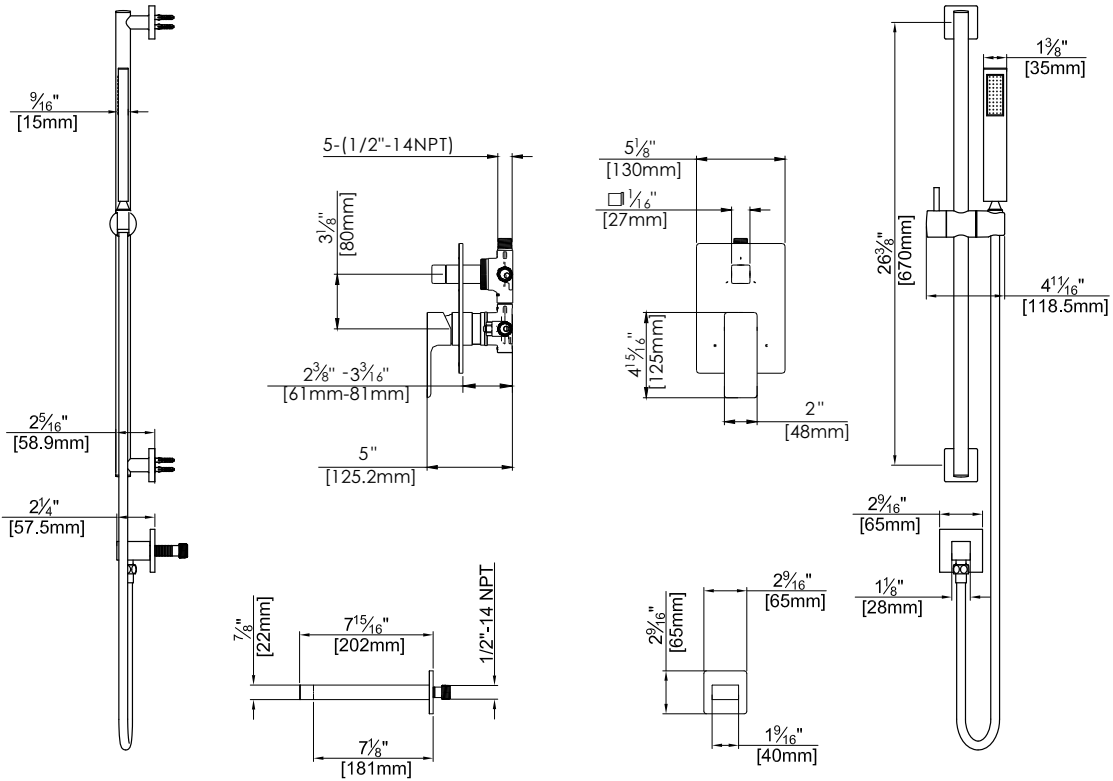 9/16"
[15mm]
2 5/16"
[58.9mm]
2 1/4"
[57.5mm]
5-(1/2"-14NPT)
3 1/8"
[80mm]
2 3/8" -3 3/16"
[61mm-81mm]
5"
[125.2mm]
7/8"
[22mm]
7 15/16"
[202mm]
1/2"-14 NPT
7 1/8"
[181mm]
5 1/8"
[130mm]
□ 1/16"
[27mm]
4 15/16"
[125mm]
2"
[48mm]
2 9/16"
[65mm]
2 9/16"
[65mm]
1 9/16"
[40mm]
1 3/8"
[35mm]
26 3/8"
[670mm]
4 11/16"
[118.5mm]
2 9/16"
[65mm]
1 1/8"
[28mm]